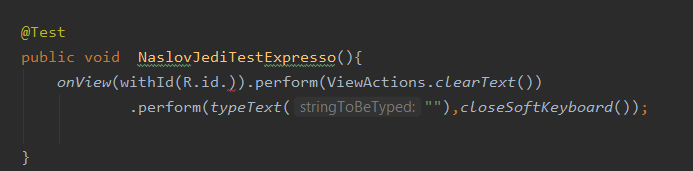 @Test
public void  NaslovJediTestExpresso(){
onView(withId(R.id.)).perform(ViewActions.clearText())
.perform(typeText( stringToBeTyped: ""),closeSoftKeyboard());
}